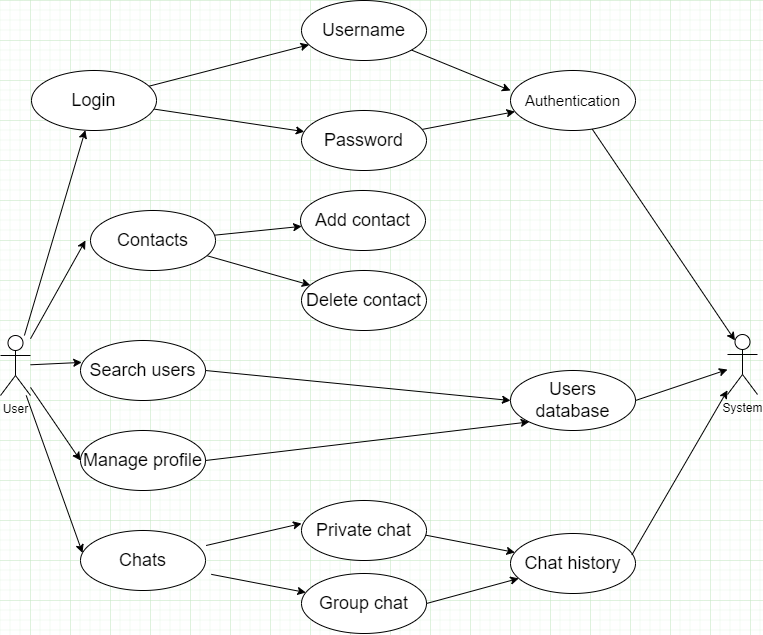 Username
Login
Authentication
Password
Add contact
Contacts
Delete contact
Search users
User
Users
database
System
Manage profile
Private chat
Chats
Chat history
Group chat